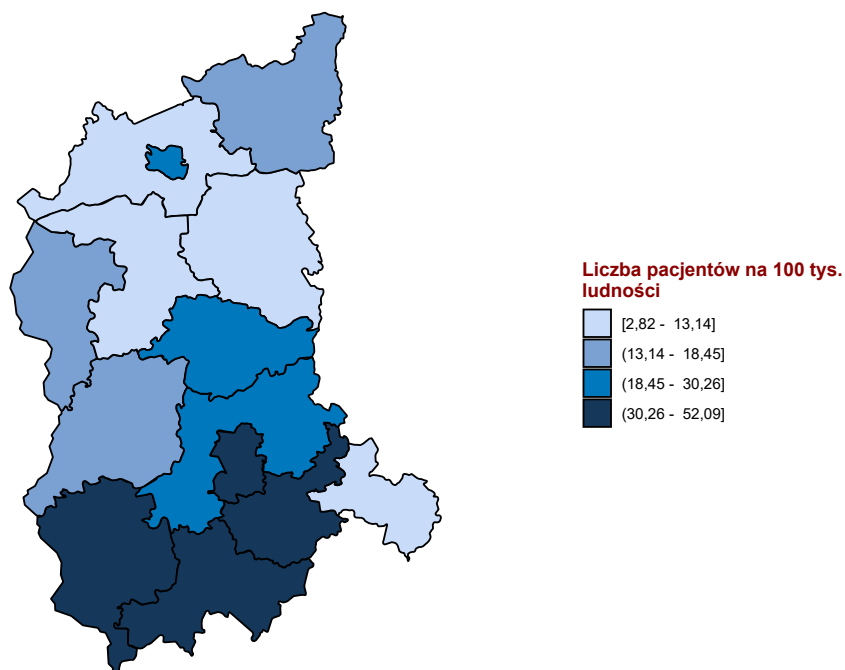 Liczba pacjentów na 100 tys.
ludności
[2,82 - 13,14]
(13,14 - 18,45]
(18,45 - 30,26]
(30,26 - 52,09]